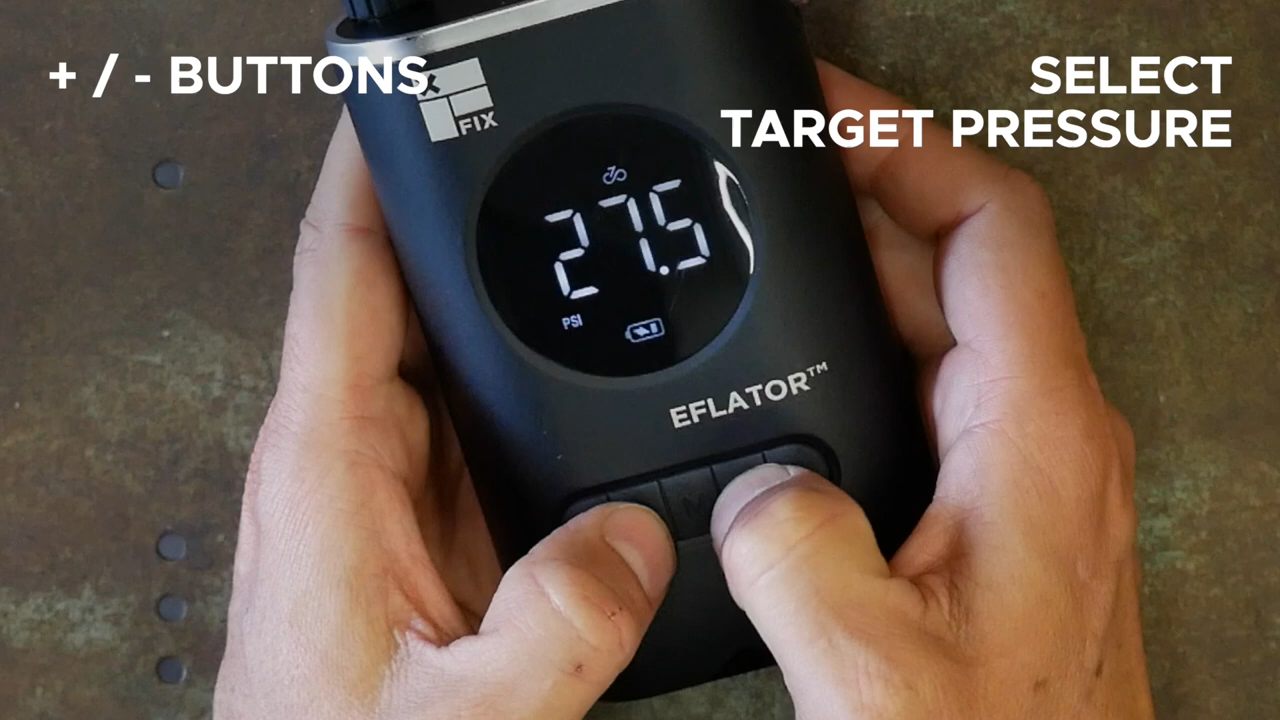 + / - BUTTONS
SELECT
TARGET PRESSURE
FIX
27.5
PSI
EFLATOR™